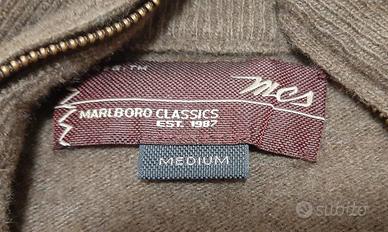 mcs
MARLBORO CLASSICS
EST. 1987
MEDIUM
subito